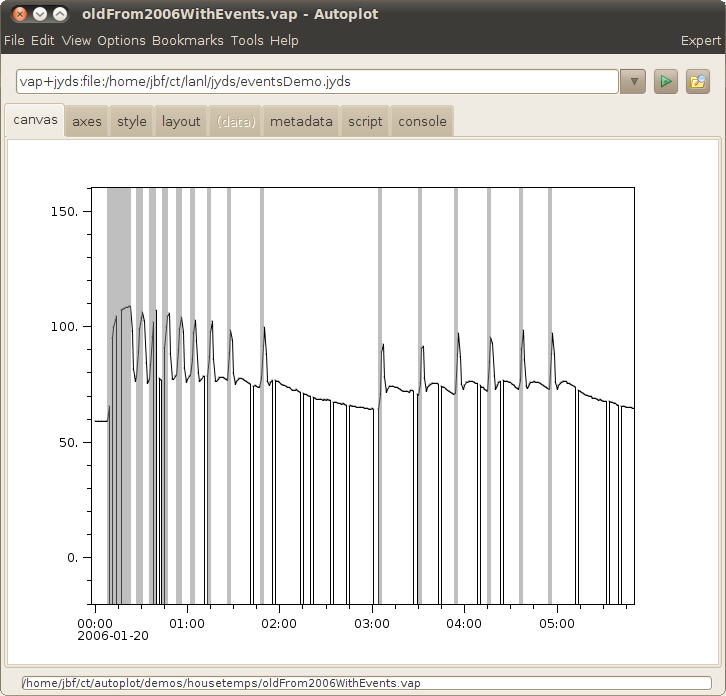 oldFrom2006WithEvents.vap - Autoplot
File Edit View Options Bookmarks Tools Help Expert
vap+jyds:file:/home/jbf/ct/lanl/jyds/eventsDemo.jyds
canvas axes style layout (data) metadata script console
150.
100.
50.
0.
00:00 01:00 02:00 03:00 04:00 05:00
2006-01-20
/home/jbf/ct/autoplot/demos/housetemps/oldFrom2006WithEvents.vap